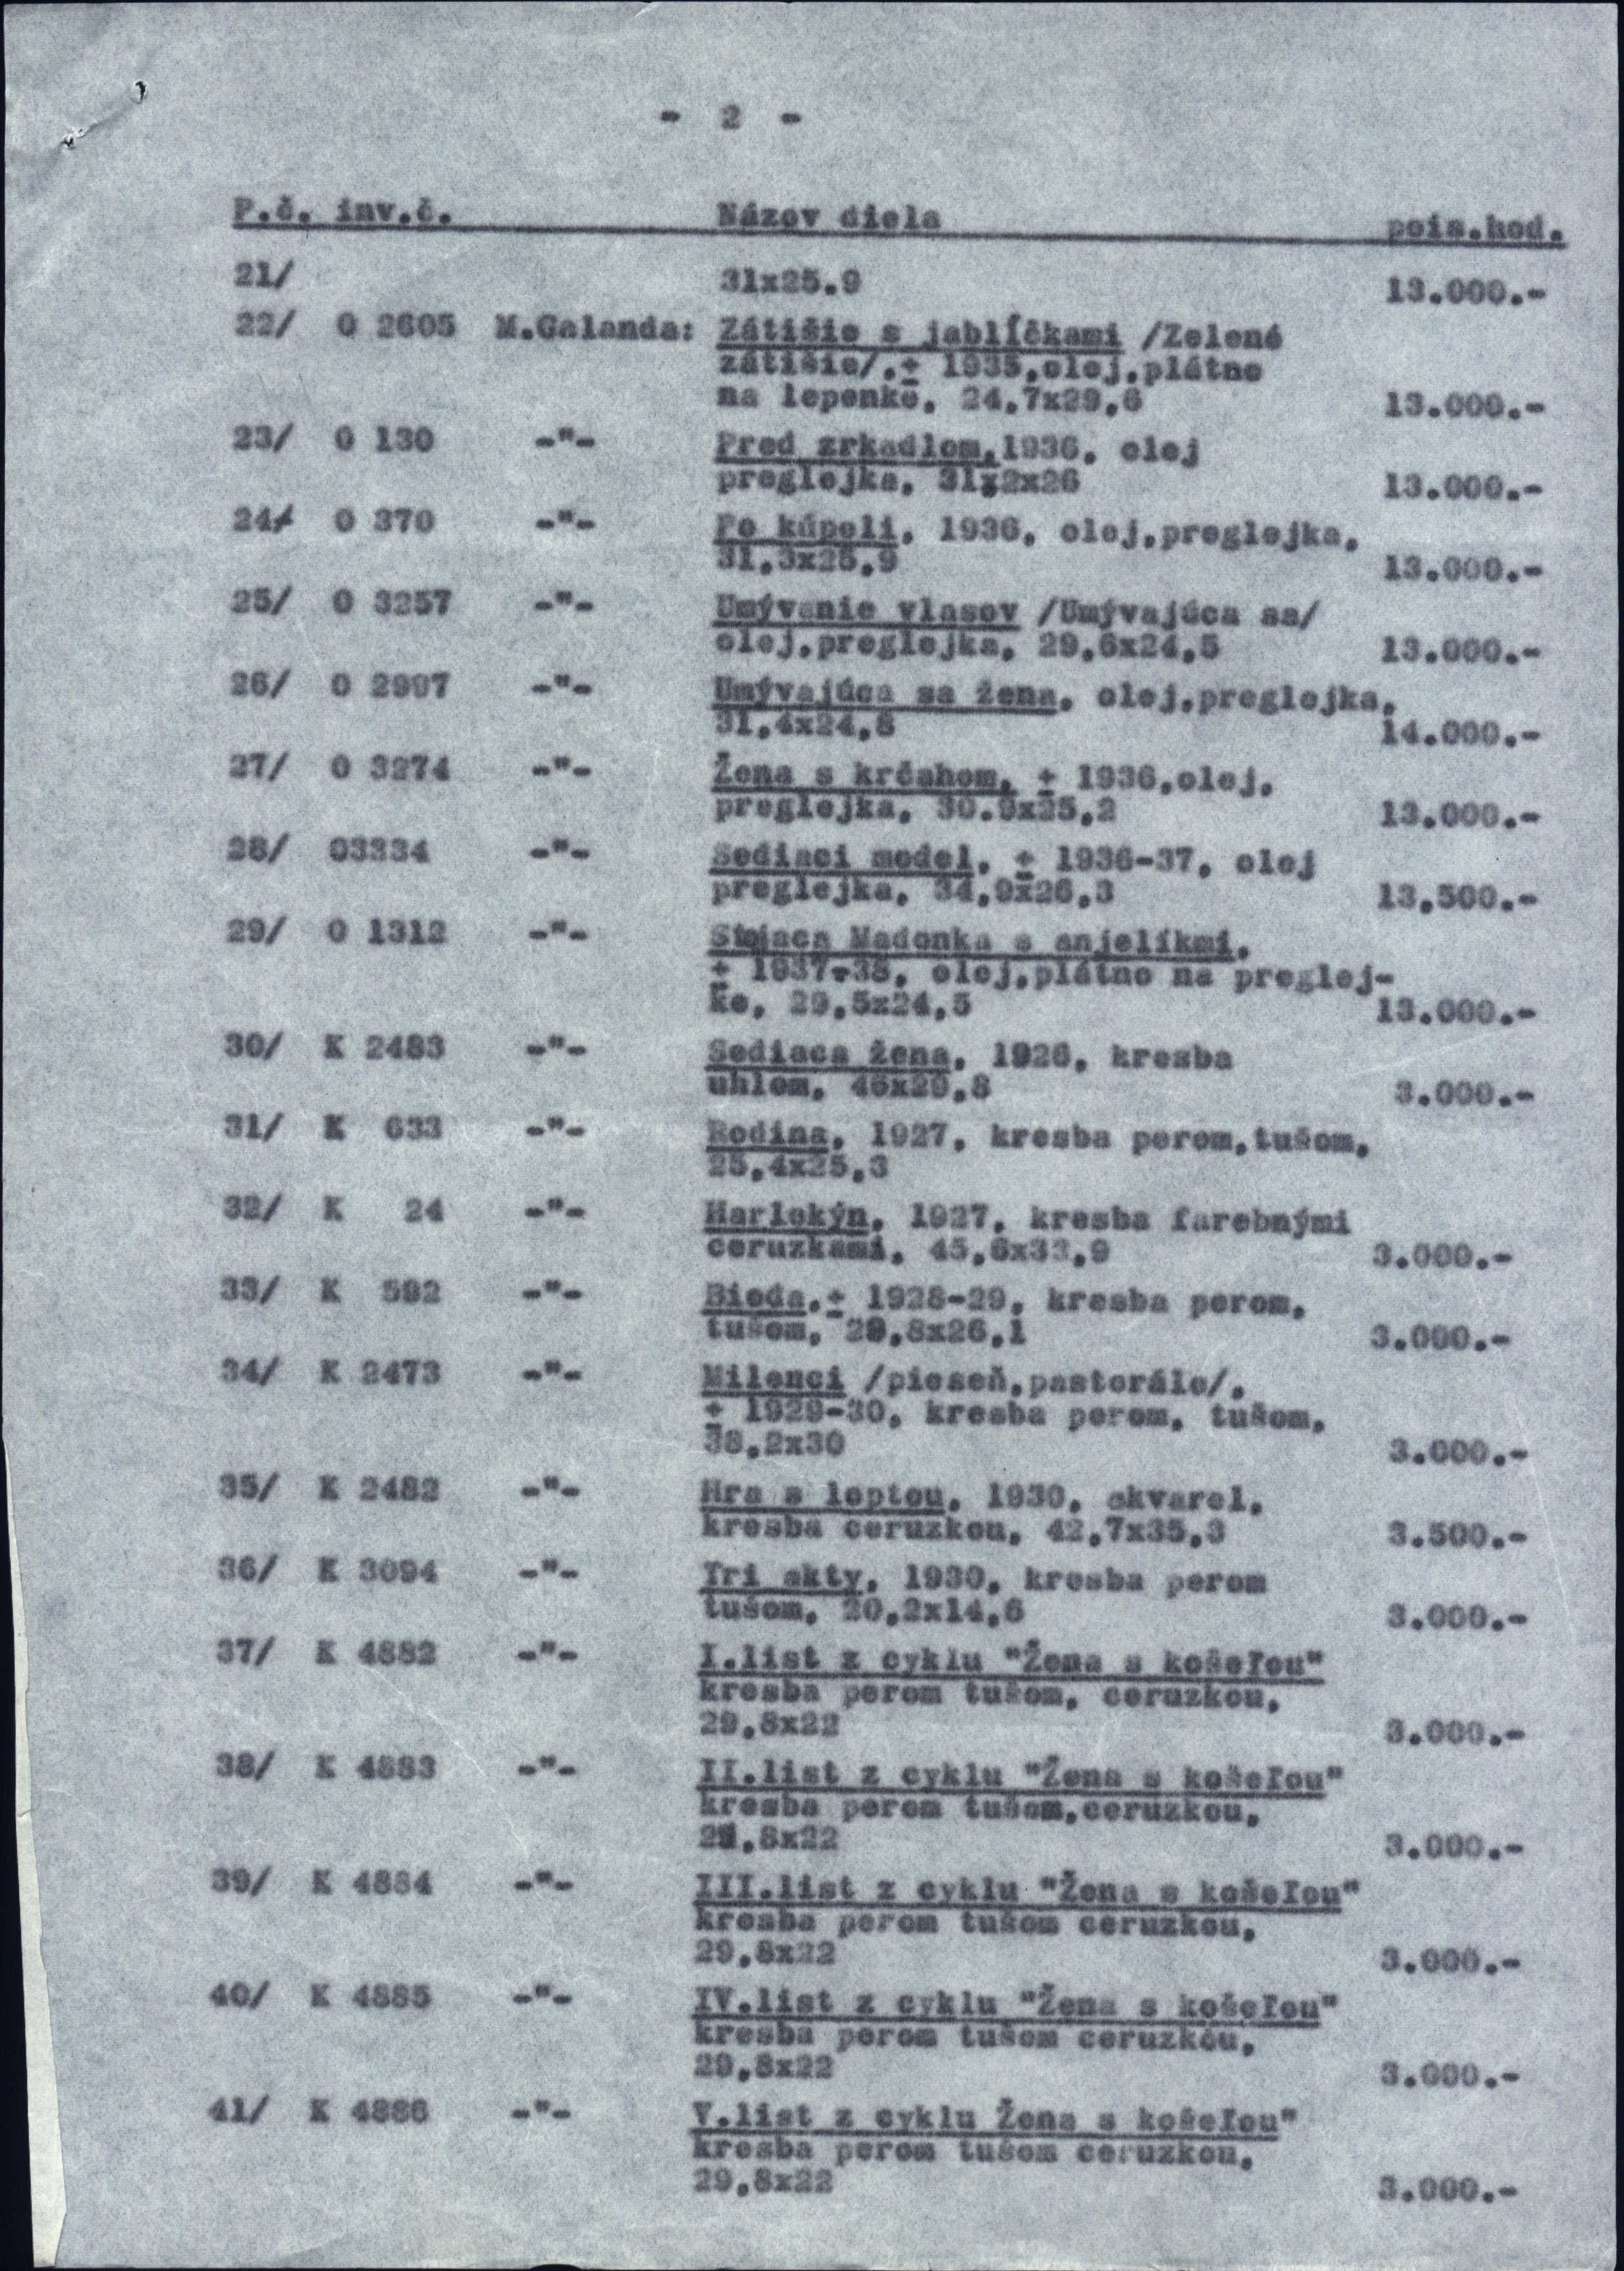 - 2 -
P.č. inv.č. Názov diela pois.hod.
21/ 31x25.9 13.000.-
22/ O 2605 M.Galanda: Zátišie s jablíčkami /Zelené
zátišie/,± 1935,olej,plátno
na lepenke, 24,7x29,6 13.000.-
23/ O 130 -"- Pred zrkadlom,1936, olej
preglejka, 31,2x26 13.000.-
24/ O 370 -"- Po kúpeli, 1936, olej,preglejka,
31,3x25,9 13.000.-
25/ O 3257 -"- Umývanie vlasov /Umývajúca sa/
olej,preglejka, 29,6x24,5 13.000.-
26/ O 2997 -"- Umývajúca sa žena, olej,preglejka,
31,4x24,8 14.000.-
27/ O 3274 -"- Žena s krčahom, ± 1936,olej,
preglejka, 30.9x25,2 13.000.-
28/ O3334 -"- Sediaci model, ± 1936-37, olej
preglejka, 34,9x26,3 13,500.-
29/ O 1312 -"- Stojaca Madonka s anjelikmi,
± 1937-38, olej,plátno na preglej-
ke, 29,5x24,5 13.000.-
30/ K 2483 -"- Sediaca žena, 1926, kresba
uhlom, 46x29,8 3.000.-
31/ K 633 -"- Rodina, 1927, kresba perom,tušom,
25,4x25,3
32/ K 24 -"- Harlekýn, 1927, kresba farebnými
ceruzkami, 45,6x33,9 3.000.-
33/ K 592 -"- Bieda,± 1928-29, kresba perom,
tušom, 29,8x26,1 3.000.-
34/ K 2473 -"- Milenci /pieseň,pastorále/,
± 1929-30, kresba perom, tušom,
38,2x30 3.000.-
35/ K 2482 -"- Hra s loptou, 1930, akvarel,
kresba ceruzkou, 42,7x35,3 3.500.-
36/ K 3094 -"- Tri akty, 1930, kresba perom
tušom, 20,2x14,6 3.000.-
37/ K 4882 -"- I.list z cyklu "Žena s košeľou"
kresba perom tušom, ceruzkou,
29,8x22 3.000.-
38/ K 4883 -"- II.list z cyklu "Žena s košeľou"
kresba perom tušom,ceruzkou,
29,8x22 3.000.-
39/ K 4884 -"- III.list z cyklu "Žena s košeľou"
kresba perom tušom ceruzkou,
29,8x22 3.000.-
40/ K 4885 -"- IV.list z cyklu "Žena s košeľou"
kresba perom tušom ceruzkou,
29,8x22 3.000.-
41/ K 4886 -"- V.list z cyklu Žena s košeľou"
kresba perom tušom ceruzkou,
29,8x22 3.000.-